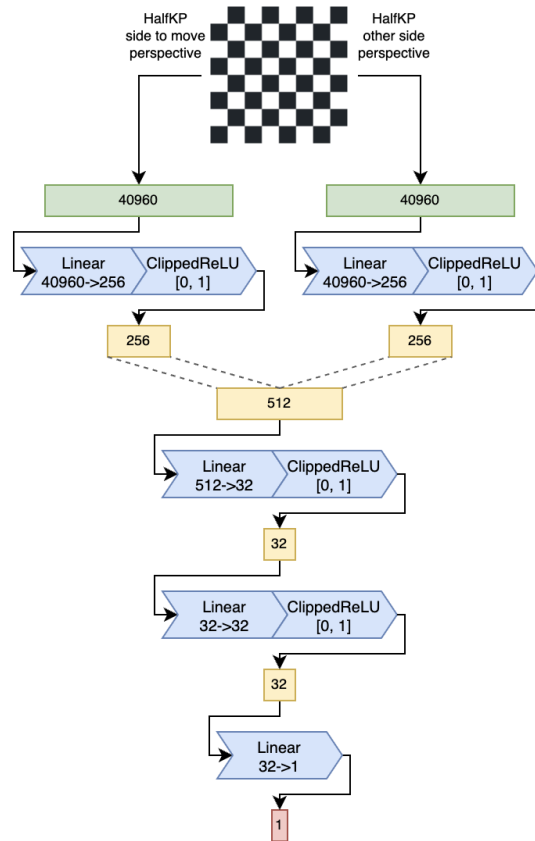 HalfKP
side to move
perspective
HalfKP
other side
perspective
40960
40960
Linear
40960->256
ClippedReLU
[0, 1]
Linear
40960->256
ClippedReLU
[0, 1]
256
256
512
Linear
512->32
ClippedReLU
[0, 1]
32
Linear
32->32
ClippedReLU
[0, 1]
32
Linear
32->1
1